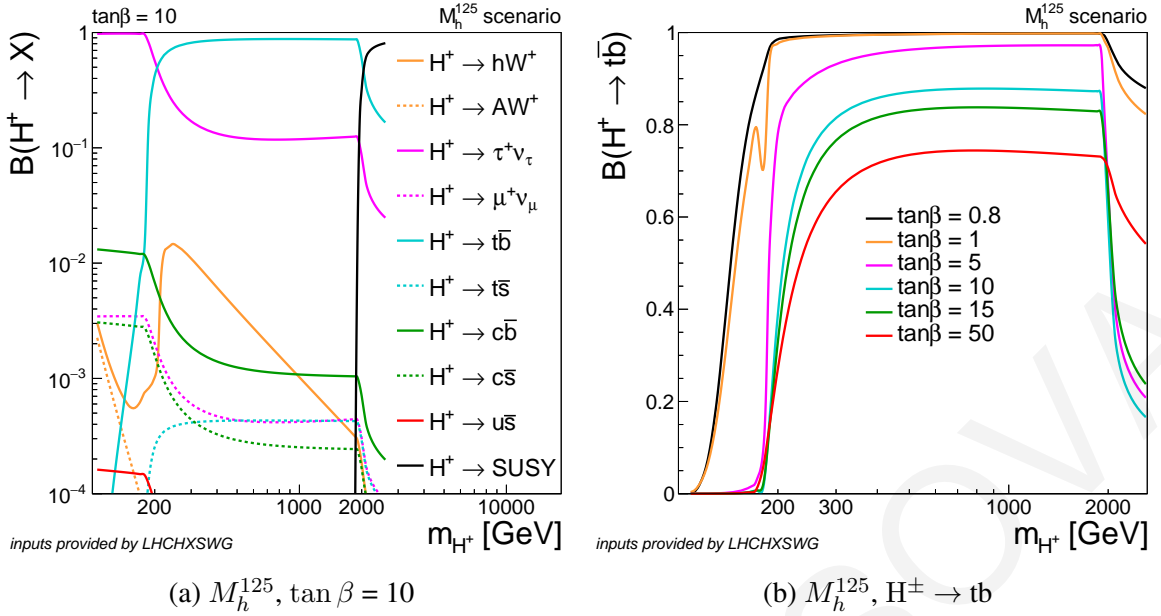 tanβ = 10
M_h^125 scenario
B(H⁺ → X)
1
10⁻¹
10⁻²
10⁻³
10⁻⁴
H⁺ → hW⁺
H⁺ → AW⁺
H⁺ → τ⁺ν_τ
H⁺ → μ⁺ν_μ
H⁺ → tb̅
H⁺ → ts̅
H⁺ → cb̅
H⁺ → cs̅
H⁺ → us̅
H⁺ → SUSY
200 1000 2000 10000
m_H⁺ [GeV]
inputs provided by LHCHXSWG
(a) M_h^125, tan β = 10
M_h^125 scenario
B(H⁺ → tb̅)
1
0.8
0.6
0.4
0.2
0
tanβ = 0.8
tanβ = 1
tanβ = 5
tanβ = 10
tanβ = 15
tanβ = 50
200 300 1000 2000
m_H⁺ [GeV]
inputs provided by LHCHXSWG
(b) M_h^125, H^± → tb
SOVA